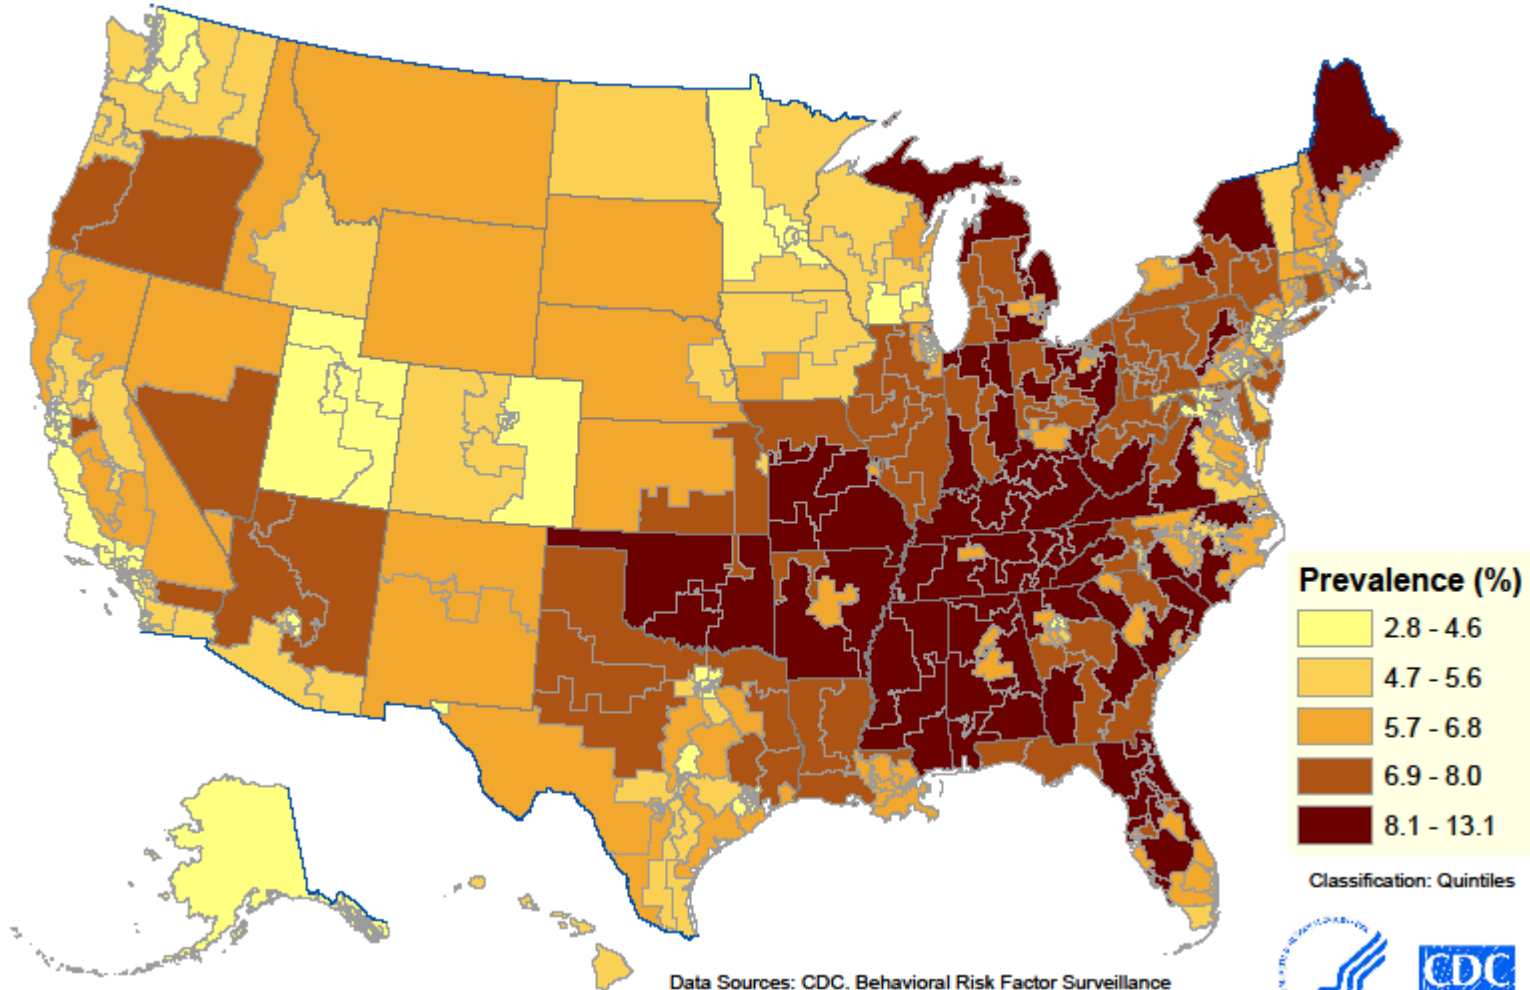 Prevalence (%)
2.8 - 4.6
4.7 - 5.6
5.7 - 6.8
6.9 - 8.0
8.1 - 13.1
Classification: Quintiles
Data Sources: CDC. Behavioral Risk Factor Surveillance
CDC